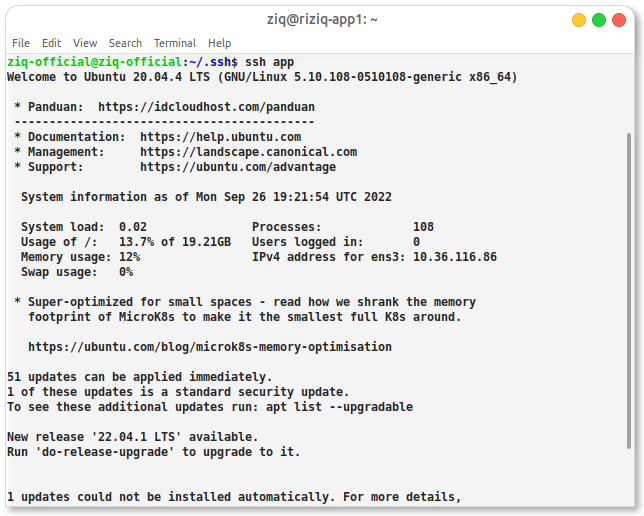 ziq@riziq-app1: ~
File Edit View Search Terminal Help
ziq-official@ziq-official:~/.ssh$ ssh app
Welcome to Ubuntu 20.04.4 LTS (GNU/Linux 5.10.108-0510108-generic x86_64)
* Panduan:  https://idcloudhost.com/panduan
-------------------------------------------
* Documentation:  https://help.ubuntu.com
* Management:     https://landscape.canonical.com
* Support:        https://ubuntu.com/advantage
System information as of Mon Sep 26 19:21:54 UTC 2022
System load:  0.02               Processes:             108
Usage of /:   13.7% of 19.21GB   Users logged in:       0
Memory usage: 12%                IPv4 address for ens3: 10.36.116.86
Swap usage:   0%
* Super-optimized for small spaces - read how we shrank the memory
footprint of MicroK8s to make it the smallest full K8s around.
https://ubuntu.com/blog/microk8s-memory-optimisation
51 updates can be applied immediately.
1 of these updates is a standard security update.
To see these additional updates run: apt list --upgradable
New release '22.04.1 LTS' available.
Run 'do-release-upgrade' to upgrade to it.
1 updates could not be installed automatically. For more details,